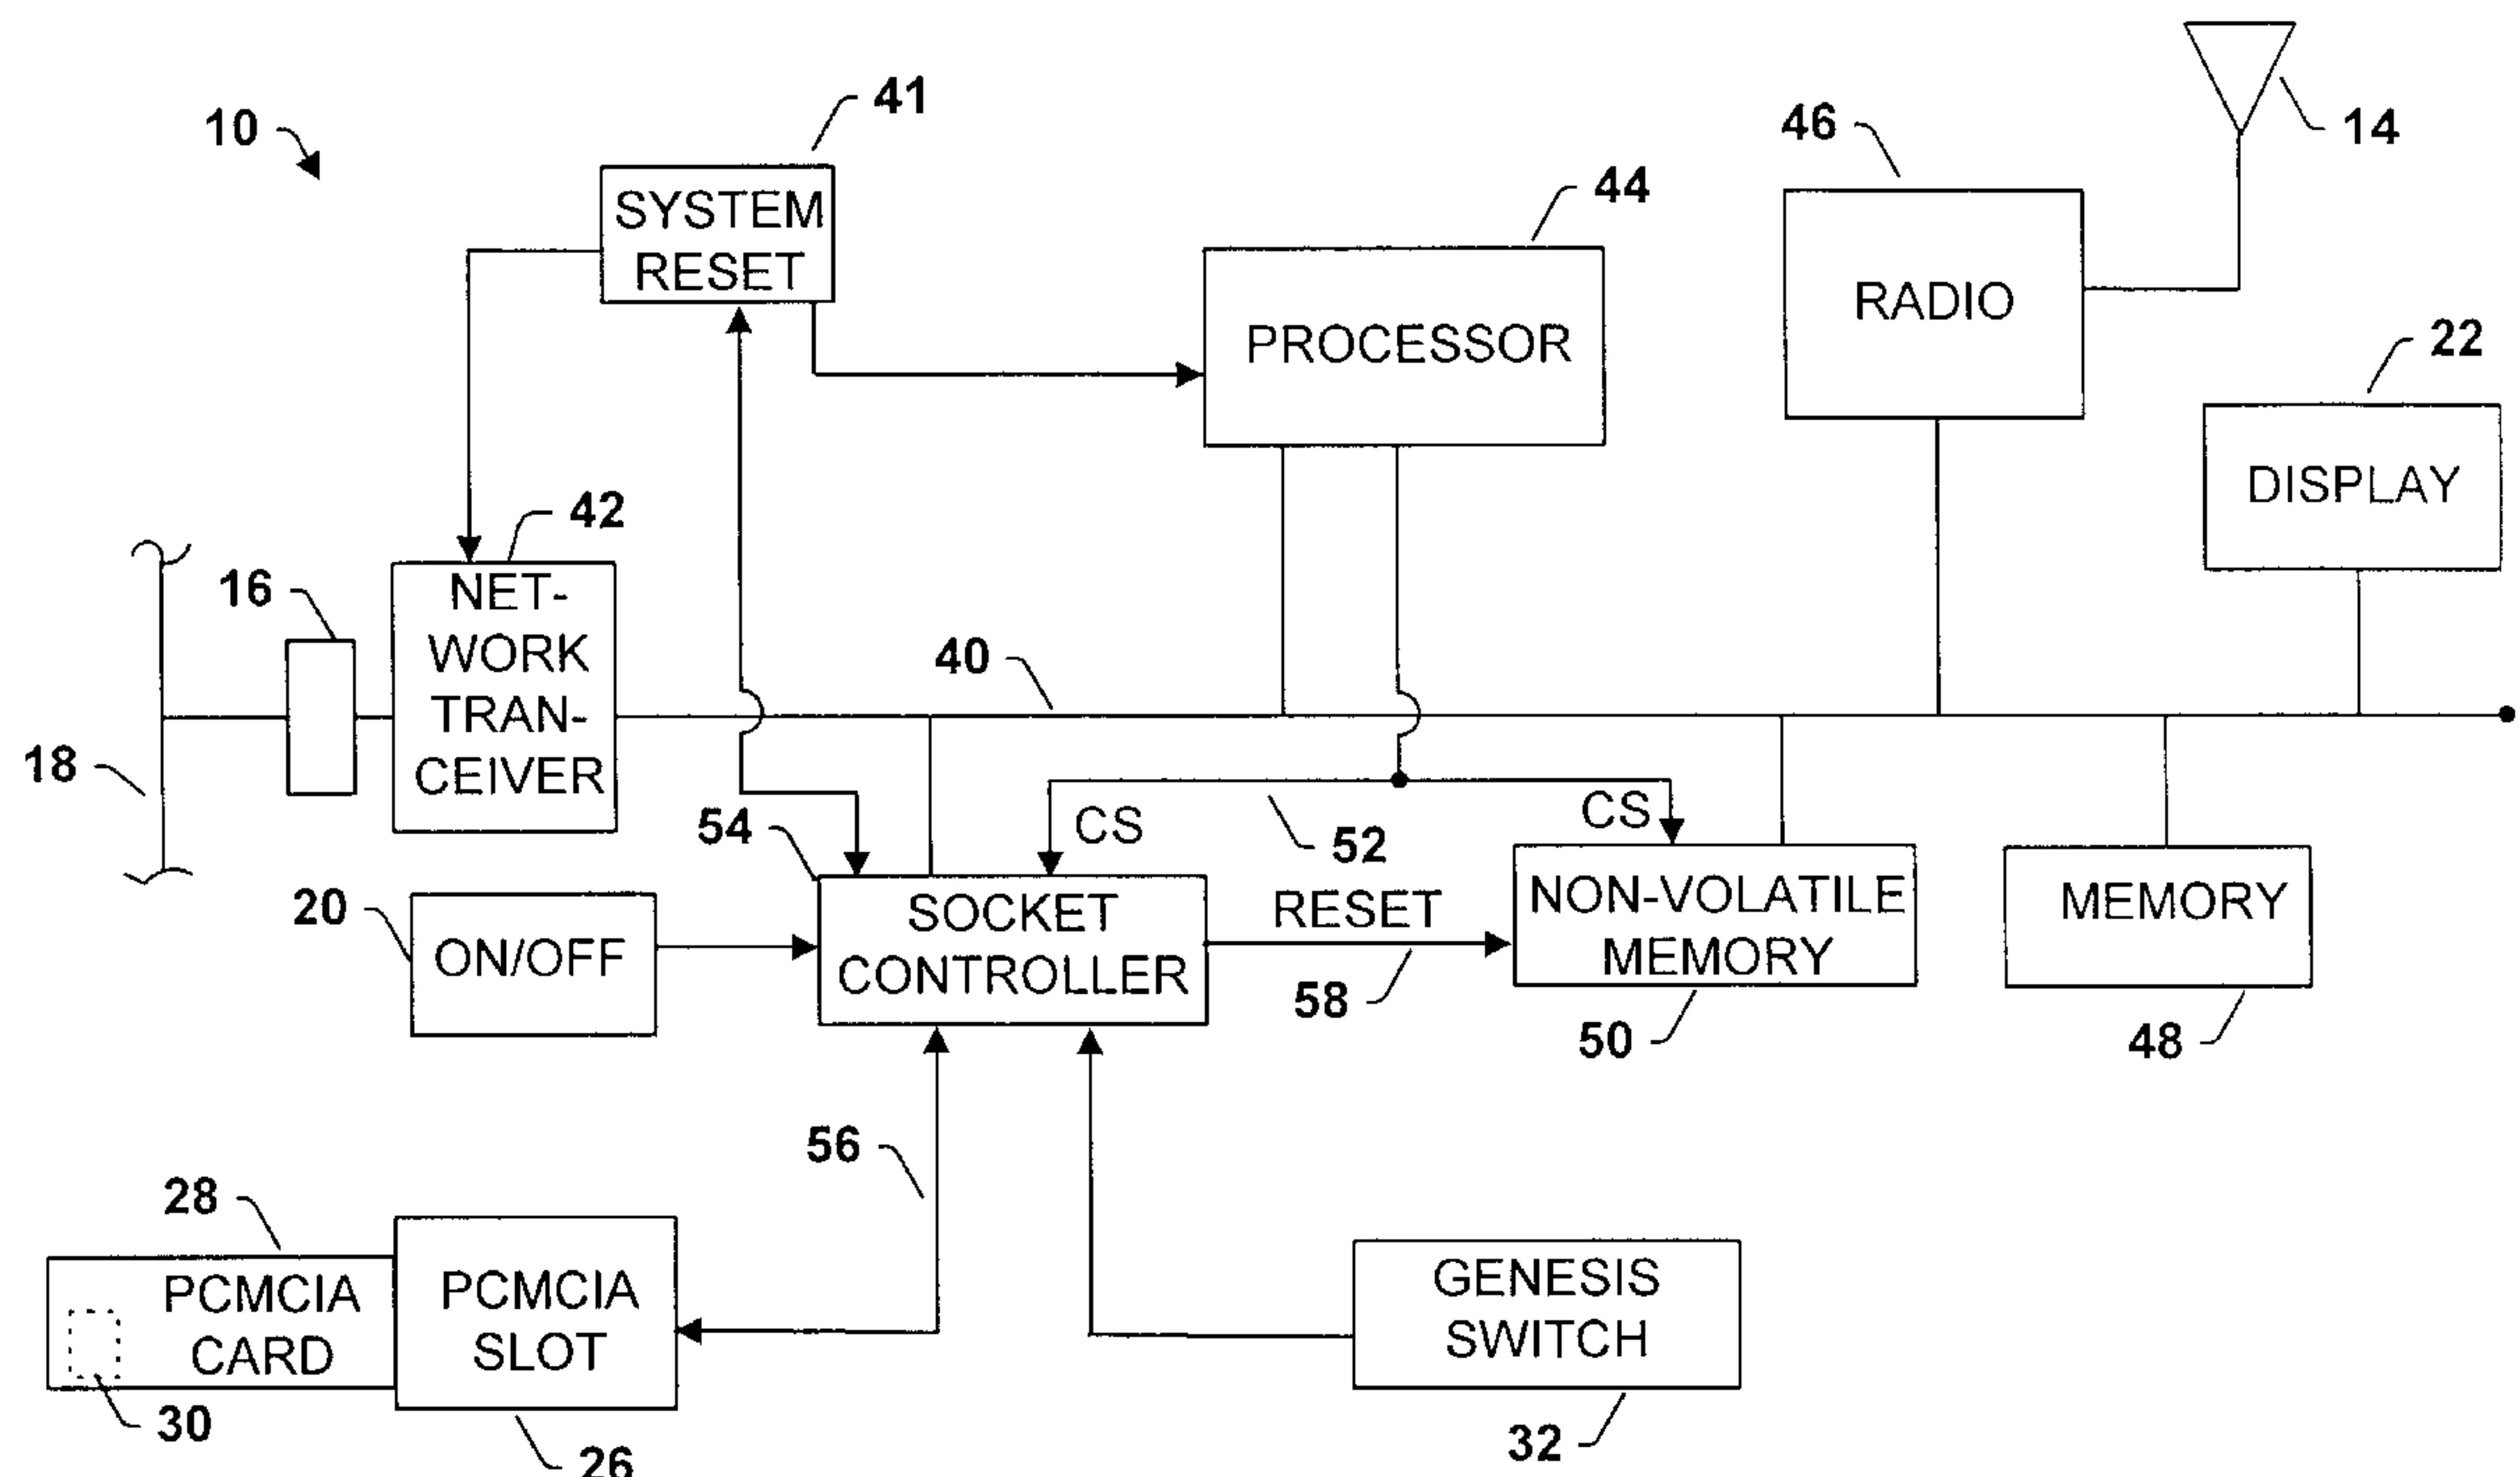 10
41
SYSTEM
RESET
44
PROCESSOR
46
RADIO
14
22
DISPLAY
42
NET-
WORK
TRAN-
CEIVER
16
18
40
54
CS
52
CS
20
ON/OFF
SOCKET
CONTROLLER
RESET
58
NON-VOLATILE
MEMORY
50
MEMORY
48
56
28
PCMCIA
CARD
30
PCMCIA
SLOT
26
GENESIS
SWITCH
32